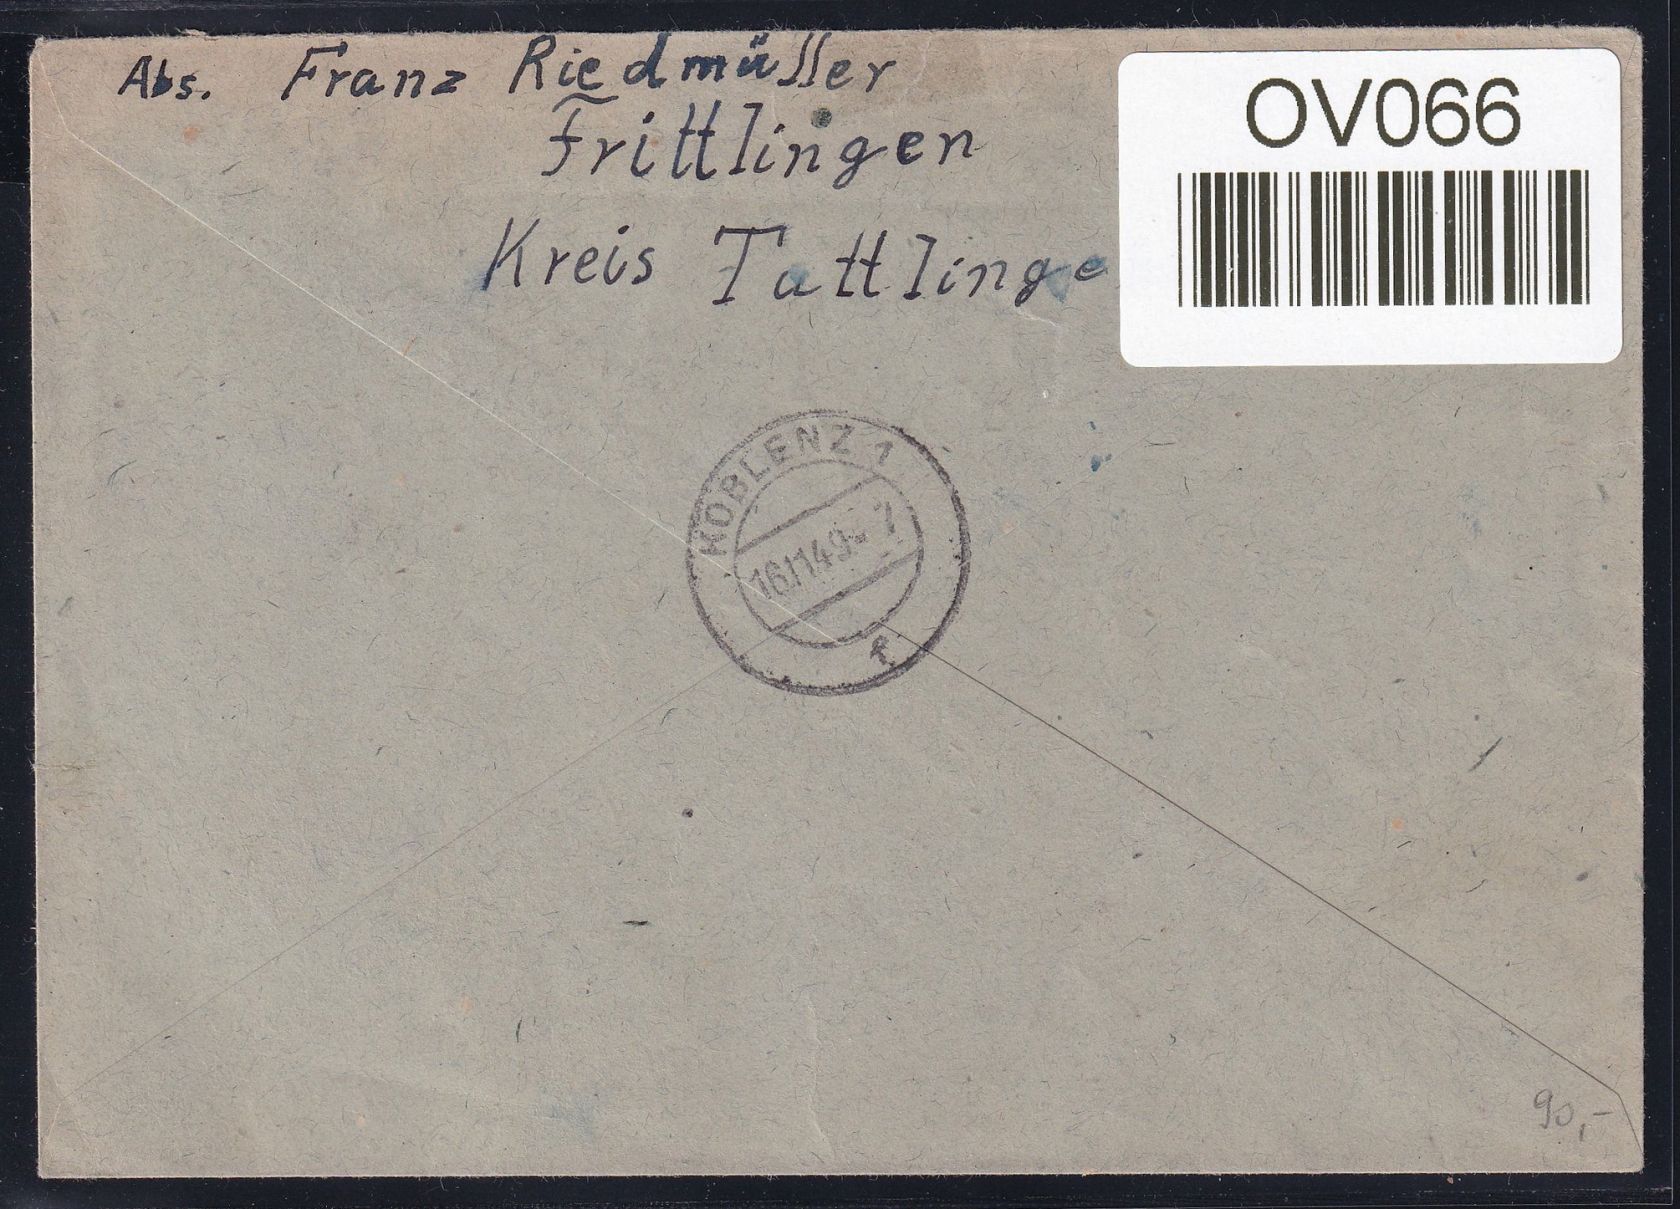 Abs. Franz Riedmüller
Frittlingen
Kreis Tuttlinge
OV066
KOBLENZ 1
16.11.49.- 7
90,-